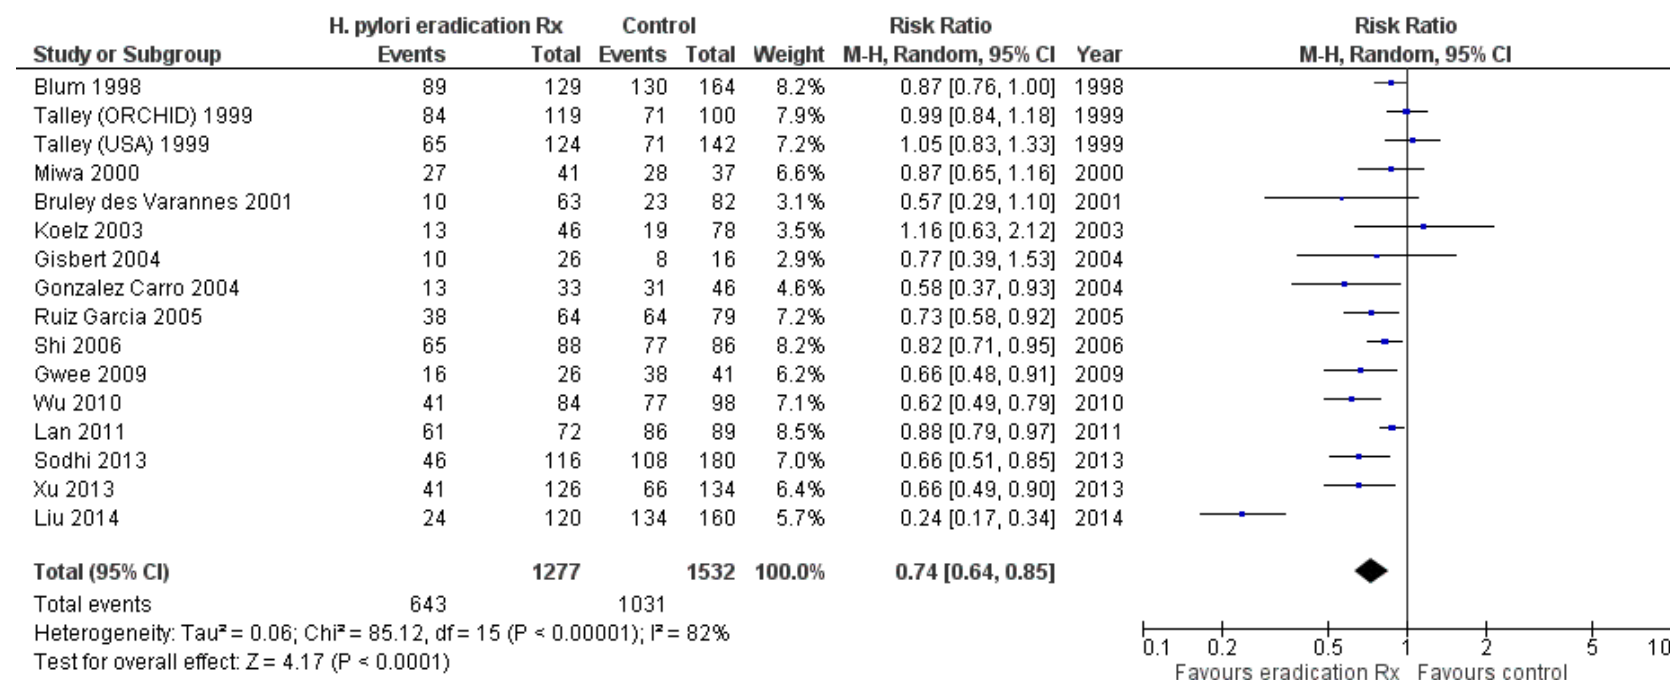 H. pylori eradication Rx Control Risk Ratio Risk Ratio
Study or Subgroup Events Total Events Total Weight M-H, Random, 95% CI Year M-H, Random, 95% CI
Blum 1998 89 129 130 164 8.2% 0.87 [0.76, 1.00] 1998
Talley (ORCHID) 1999 84 119 71 100 7.9% 0.99 [0.84, 1.18] 1999
Talley (USA) 1999 65 124 71 142 7.2% 1.05 [0.83, 1.33] 1999
Miwa 2000 27 41 28 37 6.6% 0.87 [0.65, 1.16] 2000
Bruley des Varannes 2001 10 63 23 82 3.1% 0.57 [0.29, 1.10] 2001
Koelz 2003 13 46 19 78 3.5% 1.16 [0.63, 2.12] 2003
Gisbert 2004 10 26 8 16 2.9% 0.77 [0.39, 1.53] 2004
Gonzalez Carro 2004 13 33 31 46 4.6% 0.58 [0.37, 0.93] 2004
Ruiz Garcia 2005 38 64 64 79 7.2% 0.73 [0.58, 0.92] 2005
Shi 2006 65 88 77 86 8.2% 0.82 [0.71, 0.95] 2006
Gwee 2009 16 26 38 41 6.2% 0.66 [0.48, 0.91] 2009
Wu 2010 41 84 77 98 7.1% 0.62 [0.49, 0.79] 2010
Lan 2011 61 72 86 89 8.5% 0.88 [0.79, 0.97] 2011
Sodhi 2013 46 116 108 180 7.0% 0.66 [0.51, 0.85] 2013
Xu 2013 41 126 66 134 6.4% 0.66 [0.49, 0.90] 2013
Liu 2014 24 120 134 160 5.7% 0.24 [0.17, 0.34] 2014
Total (95% CI) 1277 1532 100.0% 0.74 [0.64, 0.85]
Total events 643 1031
Heterogeneity: Tau² = 0.06; Chi² = 85.12, df = 15 (P < 0.00001); I² = 82%
Test for overall effect: Z = 4.17 (P < 0.0001)
0.1 0.2 0.5 1 2 5 10
Favours eradication Rx Favours control